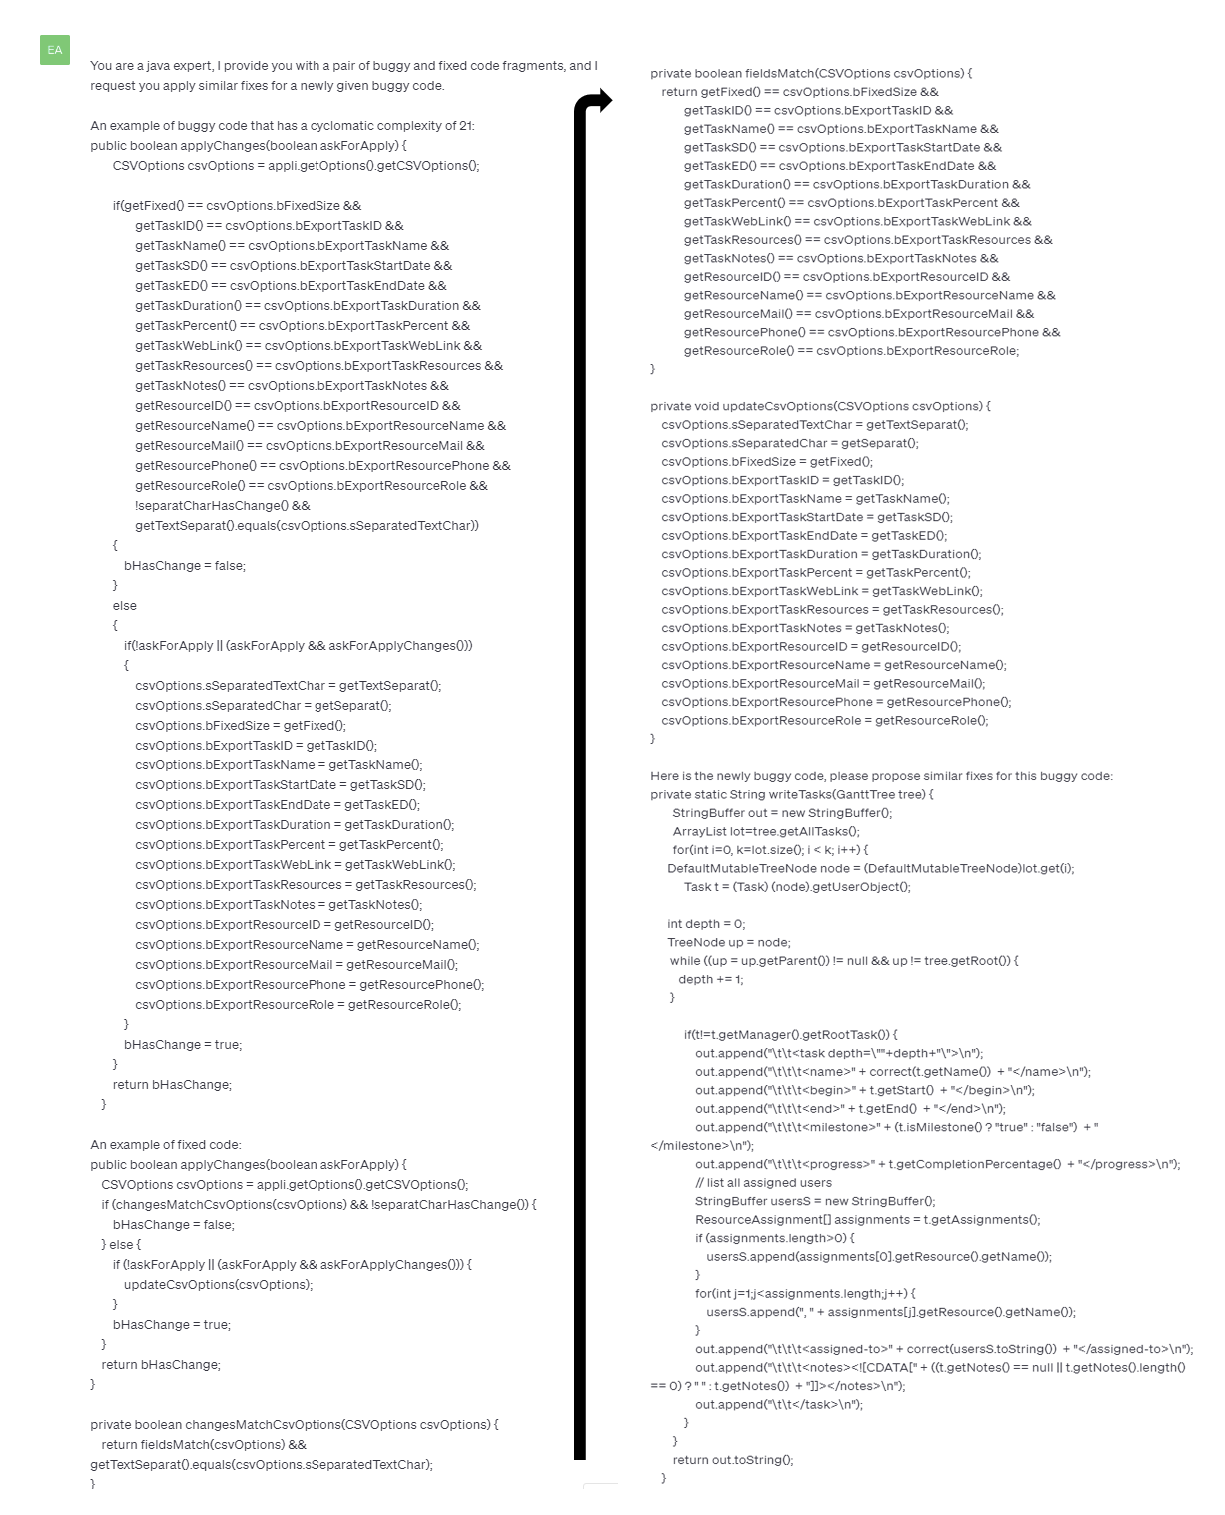 EA
You are a java expert, I provide you with a pair of buggy and fixed code fragments, and I
request you apply similar fixes for a newly given buggy code.
An example of buggy code that has a cyclomatic complexity of 21:
public boolean applyChanges(boolean askForApply) {
CSVOptions csvOptions = appli.getOptions().getCSVOptions();
if(getFixed() == csvOptions.bFixedSize &&
getTaskID() == csvOptions.bExportTaskID &&
getTaskName() == csvOptions.bExportTaskName &&
getTaskSD() == csvOptions.bExportTaskStartDate &&
getTaskED() == csvOptions.bExportTaskEndDate &&
getTaskDuration() == csvOptions.bExportTaskDuration &&
getTaskPercent() == csvOptions.bExportTaskPercent &&
getTaskWebLink() == csvOptions.bExportTaskWebLink &&
getTaskResources() == csvOptions.bExportTaskResources &&
getTaskNotes() == csvOptions.bExportTaskNotes &&
getResourceID() == csvOptions.bExportResourceID &&
getResourceName() == csvOptions.bExportResourceName &&
getResourceMail() == csvOptions.bExportResourceMail &&
getResourcePhone() == csvOptions.bExportResourcePhone &&
getResourceRole() == csvOptions.bExportResourceRole &&
!separatCharHasChange() &&
getTextSeparat().equals(csvOptions.sSeparatedTextChar))
{
bHasChange = false;
}
else
{
if(!askForApply || (askForApply && askForApplyChanges()))
{
csvOptions.sSeparatedTextChar = getTextSeparat();
csvOptions.sSeparatedChar = getSeparat();
csvOptions.bFixedSize = getFixed();
csvOptions.bExportTaskID = getTaskID();
csvOptions.bExportTaskName = getTaskName();
csvOptions.bExportTaskStartDate = getTaskSD();
csvOptions.bExportTaskEndDate = getTaskED();
csvOptions.bExportTaskDuration = getTaskDuration();
csvOptions.bExportTaskPercent = getTaskPercent();
csvOptions.bExportTaskWebLink = getTaskWebLink();
csvOptions.bExportTaskResources = getTaskResources();
csvOptions.bExportTaskNotes = getTaskNotes();
csvOptions.bExportResourceID = getResourceID();
csvOptions.bExportResourceName = getResourceName();
csvOptions.bExportResourceMail = getResourceMail();
csvOptions.bExportResourcePhone = getResourcePhone();
csvOptions.bExportResourceRole = getResourceRole();
}
bHasChange = true;
}
return bHasChange;
}
An example of fixed code:
public boolean applyChanges(boolean askForApply) {
CSVOptions csvOptions = appli.getOptions().getCSVOptions();
if (changesMatchCsvOptions(csvOptions) && !separatCharHasChange()) {
bHasChange = false;
} else {
if (!askForApply || (askForApply && askForApplyChanges())) {
updateCsvOptions(csvOptions);
}
bHasChange = true;
}
return bHasChange;
}
private boolean changesMatchCsvOptions(CSVOptions csvOptions) {
return fieldsMatch(csvOptions) &&
getTextSeparat().equals(csvOptions.sSeparatedTextChar);
}
private boolean fieldsMatch(CSVOptions csvOptions) {
return getFixed() == csvOptions.bFixedSize &&
getTaskID() == csvOptions.bExportTaskID &&
getTaskName() == csvOptions.bExportTaskName &&
getTaskSD() == csvOptions.bExportTaskStartDate &&
getTaskED() == csvOptions.bExportTaskEndDate &&
getTaskDuration() == csvOptions.bExportTaskDuration &&
getTaskPercent() == csvOptions.bExportTaskPercent &&
getTaskWebLink() == csvOptions.bExportTaskWebLink &&
getTaskResources() == csvOptions.bExportTaskResources &&
getTaskNotes() == csvOptions.bExportTaskNotes &&
getResourceID() == csvOptions.bExportResourceID &&
getResourceName() == csvOptions.bExportResourceName &&
getResourceMail() == csvOptions.bExportResourceMail &&
getResourcePhone() == csvOptions.bExportResourcePhone &&
getResourceRole() == csvOptions.bExportResourceRole;
}
private void updateCsvOptions(CSVOptions csvOptions) {
csvOptions.sSeparatedTextChar = getTextSeparat();
csvOptions.sSeparatedChar = getSeparat();
csvOptions.bFixedSize = getFixed();
csvOptions.bExportTaskID = getTaskID();
csvOptions.bExportTaskName = getTaskName();
csvOptions.bExportTaskStartDate = getTaskSD();
csvOptions.bExportTaskEndDate = getTaskED();
csvOptions.bExportTaskDuration = getTaskDuration();
csvOptions.bExportTaskPercent = getTaskPercent();
csvOptions.bExportTaskWebLink = getTaskWebLink();
csvOptions.bExportTaskResources = getTaskResources();
csvOptions.bExportTaskNotes = getTaskNotes();
csvOptions.bExportResourceID = getResourceID();
csvOptions.bExportResourceName = getResourceName();
csvOptions.bExportResourceMail = getResourceMail();
csvOptions.bExportResourcePhone = getResourcePhone();
csvOptions.bExportResourceRole = getResourceRole();
}
Here is the newly buggy code, please propose similar fixes for this buggy code:
private static String writeTasks(GanttTree tree) {
StringBuffer out = new StringBuffer();
ArrayList lot=tree.getAllTasks();
for(int i=0, k=lot.size(); i < k; i++) {
DefaultMutableTreeNode node = (DefaultMutableTreeNode)lot.get(i);
Task t = (Task) (node).getUserObject();
int depth = 0;
TreeNode up = node;
while ((up = up.getParent()) != null && up != tree.getRoot()) {
depth += 1;
}
if(t!=t.getManager().getRootTask()) {
out.append("\t\t<task depth=\""+depth+"\">\n");
out.append("\t\t\t<name>" + correct(t.getName()) + "</name>\n");
out.append("\t\t\t<begin>" + t.getStart() + "</begin>\n");
out.append("\t\t\t<end>" + t.getEnd() + "</end>\n");
out.append("\t\t\t<milestone>" + (t.isMilestone() ? "true" : "false") + "
</milestone>\n");
out.append("\t\t\t<progress>" + t.getCompletionPercentage() + "</progress>\n");
// list all assigned users
StringBuffer usersS = new StringBuffer();
ResourceAssignment[] assignments = t.getAssignments();
if (assignments.length>0) {
usersS.append(assignments[0].getResource().getName());
}
for(int j=1;j<assignments.length;j++) {
usersS.append(", " + assignments[j].getResource().getName());
}
out.append("\t\t\t<assigned-to>" + correct(usersS.toString()) + "</assigned-to>\n");
out.append("\t\t\t<notes><![CDATA[" + ((t.getNotes() == null || t.getNotes().length()
== 0) ? " " : t.getNotes()) + "]]></notes>\n");
out.append("\t\t</task>\n");
}
}
return out.toString();
}